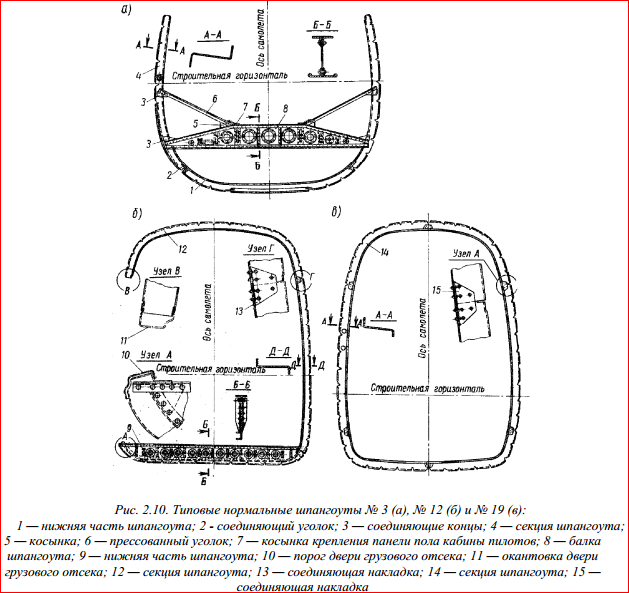 а)
А-А
Б-Б
А
А
4
Ось самолета
Строительная горизонталь
3
6
Б
5
7
8
3
2
1
Б
б)
в)
12
Узел Г
14
Узел А
В
Узел В
Г
15
13
А-А
11
Ось самолета
Ось самолета
А
А
Д-Д
10
Узел А
Строительная горизонталь
Д
Д
Б-Б
Строительная горизонталь
Б
А
9
Б
Рис. 2.10. Типовые нормальные шпангоуты № 3 (а), № 12 (б) и № 19 (в):
1 — нижняя часть шпангоута; 2 - соединяющий уголок; 3 — соединяющие концы; 4 — секция шпангоута;
5 — косынка; 6 — прессованный уголок; 7 — косынка крепления панели пола кабины пилотов; 8 — балка
шпангоута; 9 — нижняя часть шпангоута; 10 — порог двери грузового отсека; 11 — окантовка двери
грузового отсека; 12 — секция шпангоута; 13 — соединяющая накладка; 14 — секция шпангоута; 15 —
соединяющая накладка